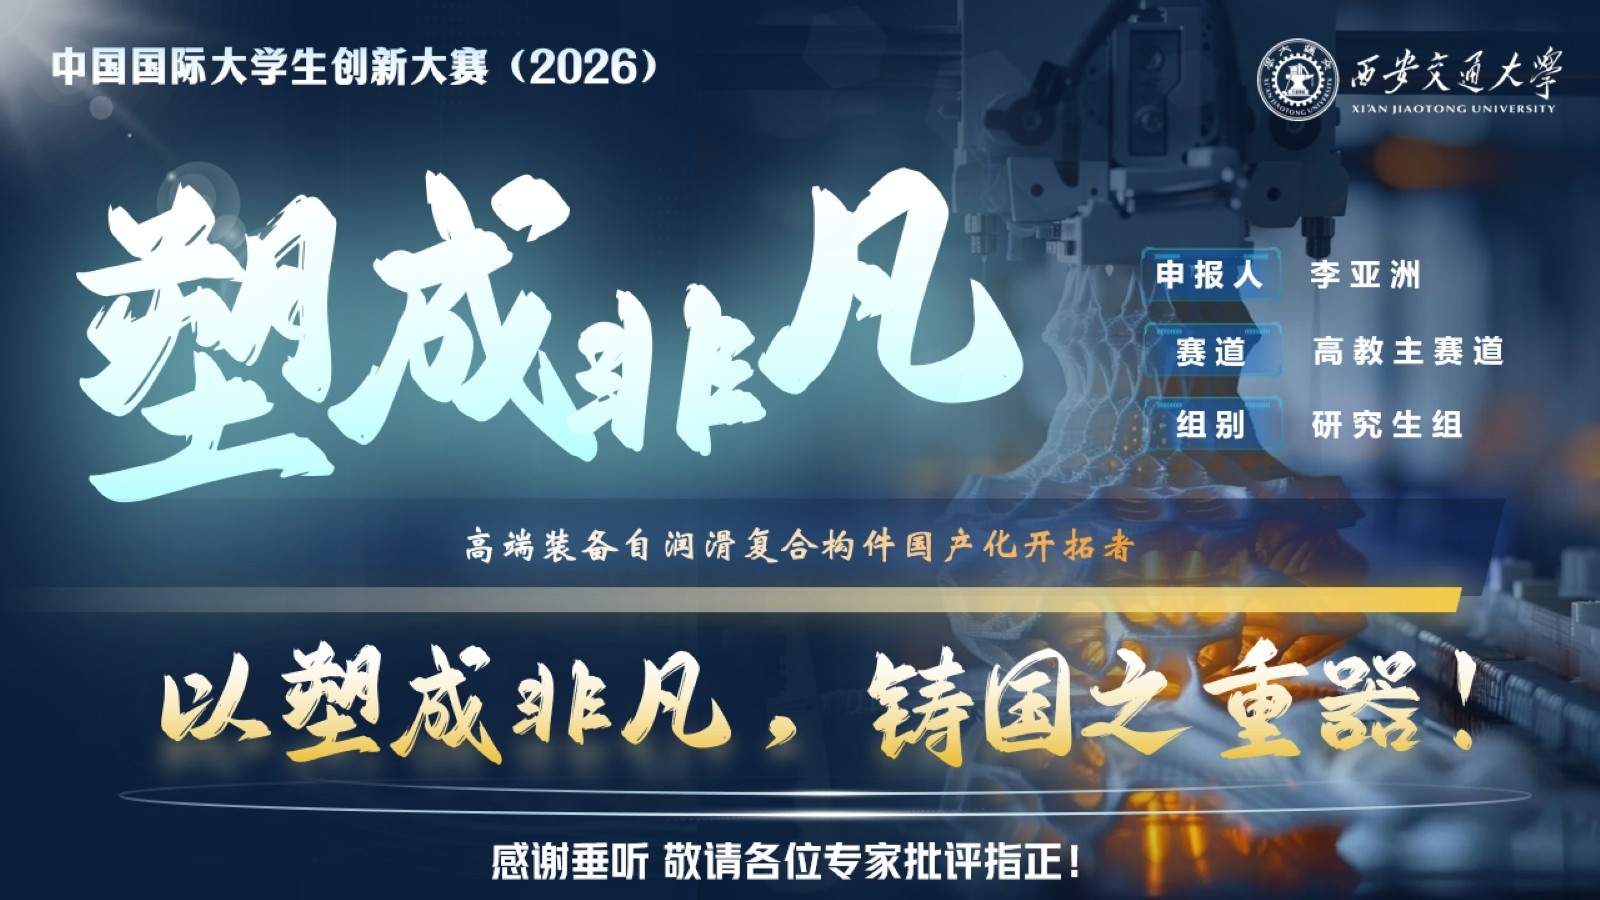 中国国际大学生创新大赛（2026）
西安交通大学
XI'AN JIAOTONG UNIVERSITY
塑成非凡
申报人 李亚洲
赛道 高教主赛道
组别 研究生组
高端装备自润滑复合构件国产化开拓者
以塑成非凡，铸国之重器！
感谢垂听 敬请各位专家批评指正！